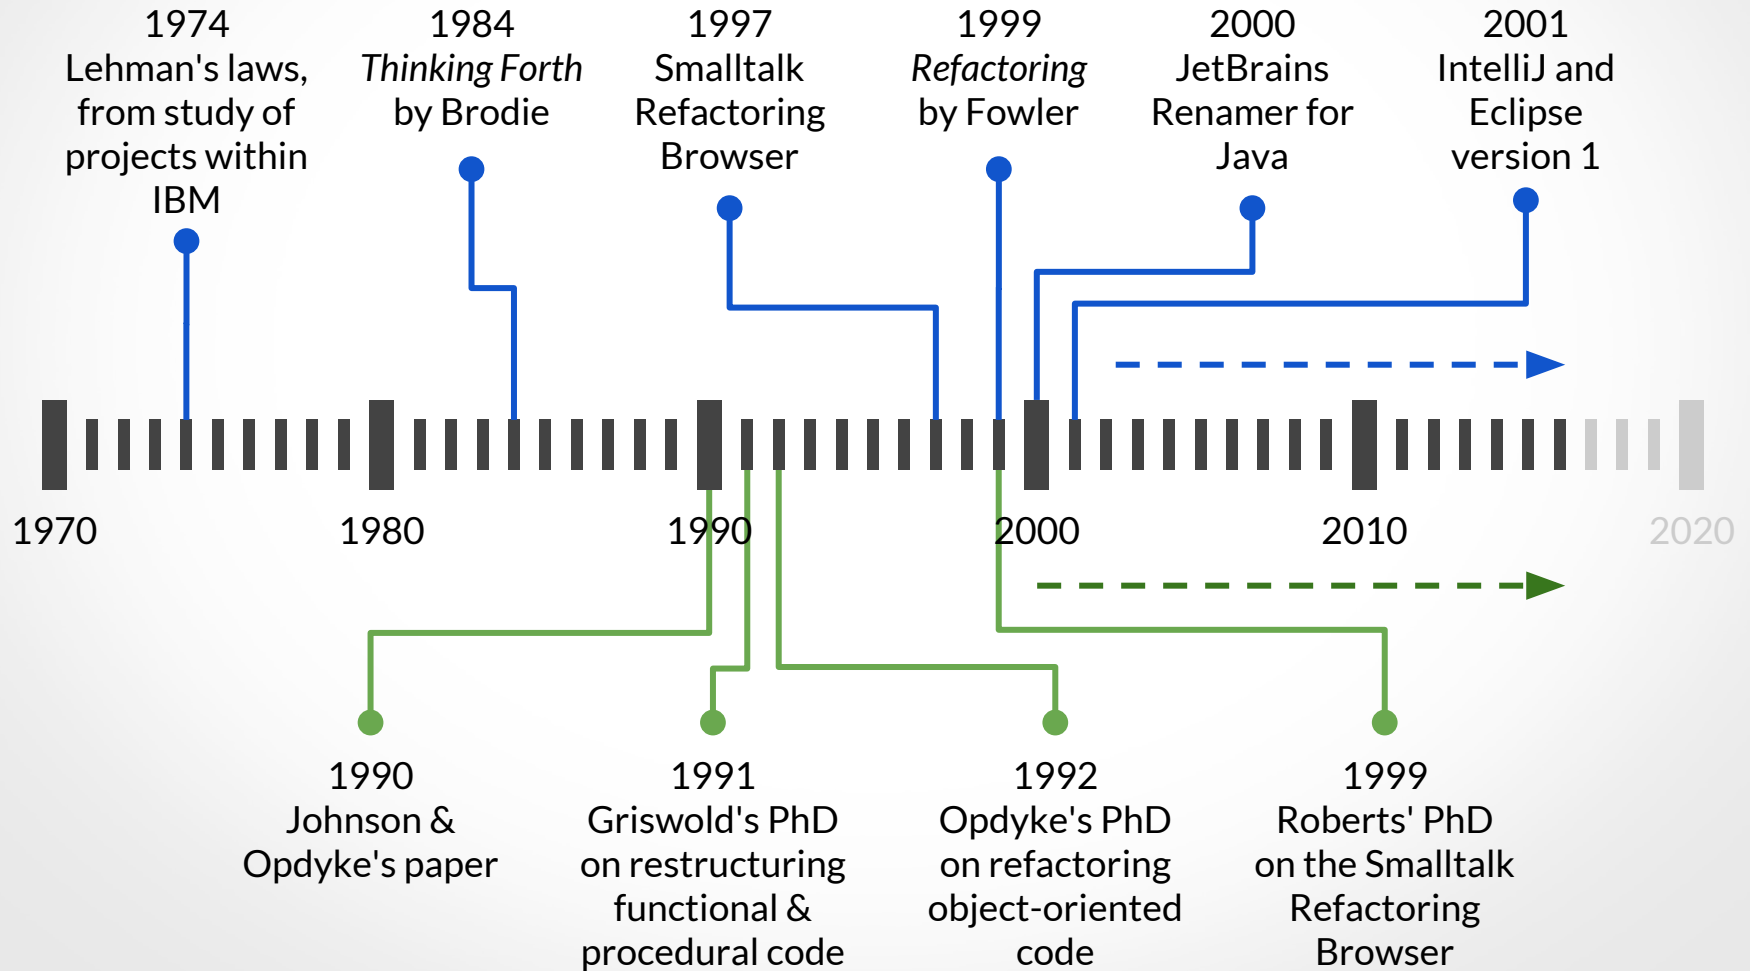 1974
Lehman's laws,
from study of
projects within
IBM
1984
Thinking Forth
by Brodie
1997
Smalltalk
Refactoring
Browser
1999
Refactoring
by Fowler
2000
JetBrains
Renamer for
Java
2001
IntelliJ and
Eclipse
version 1
1970
1980
1990
2000
2010
2020
1990
Johnson &
Opdyke's paper
1991
Griswold's PhD
on restructuring
functional &
procedural code
1992
Opdyke's PhD
on refactoring
object-oriented
code
1999
Roberts' PhD
on the Smalltalk
Refactoring
Browser